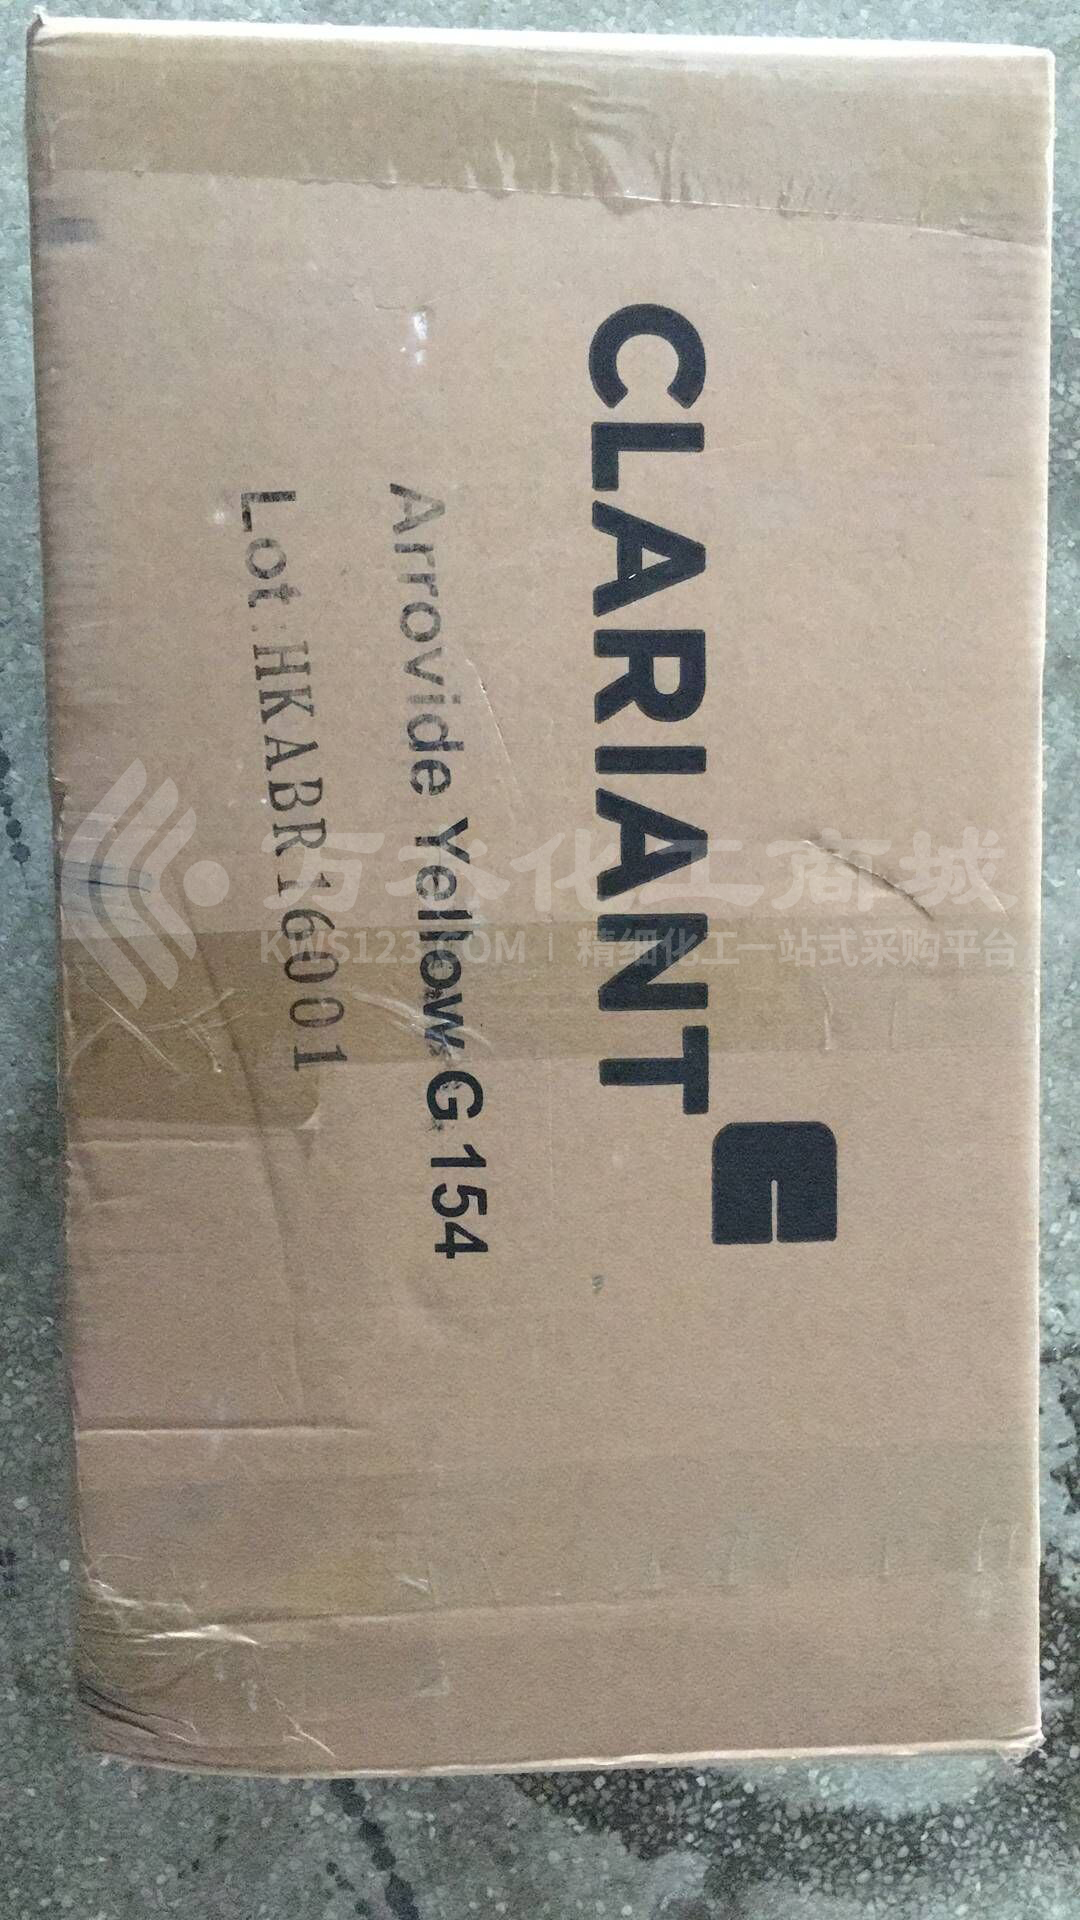 CLARIANT
Arrovide Yellow G 154
Lot:HKABR16001
万谷化工商城
KWS123.COM | 精细化工一站式采购平台